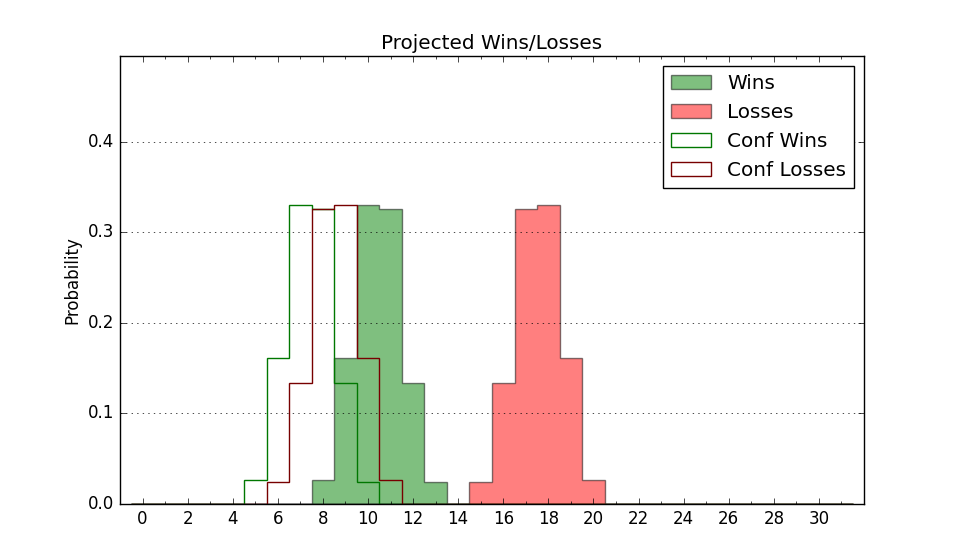 Projected Wins/Losses
Wins
Losses
Conf Wins
Conf Losses
Probability
0.4
0.3
0.2
0.1
0.0
0 2 4 6 8 10 12 14 16 18 20 22 24 26 28 30